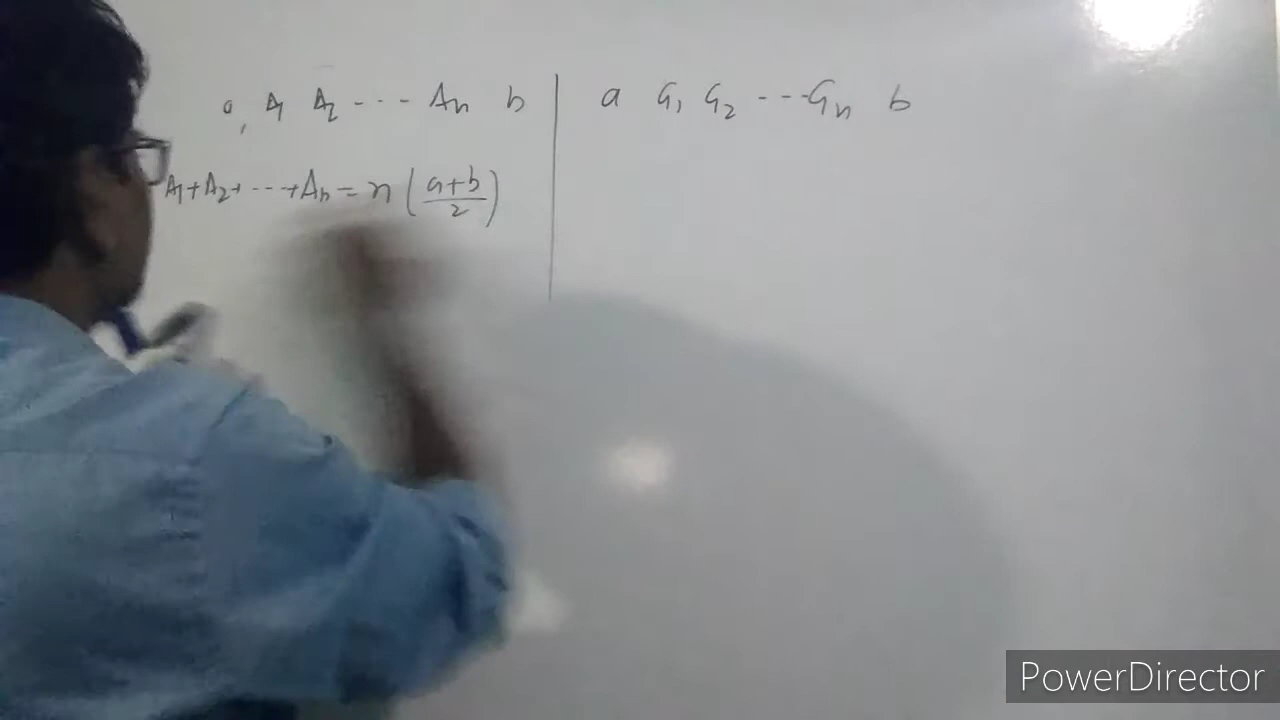 a, A1 A2 --- An b
A1+A2+---+An = n (a+b/2)
a G1 G2 ---Gn b
PowerDirector